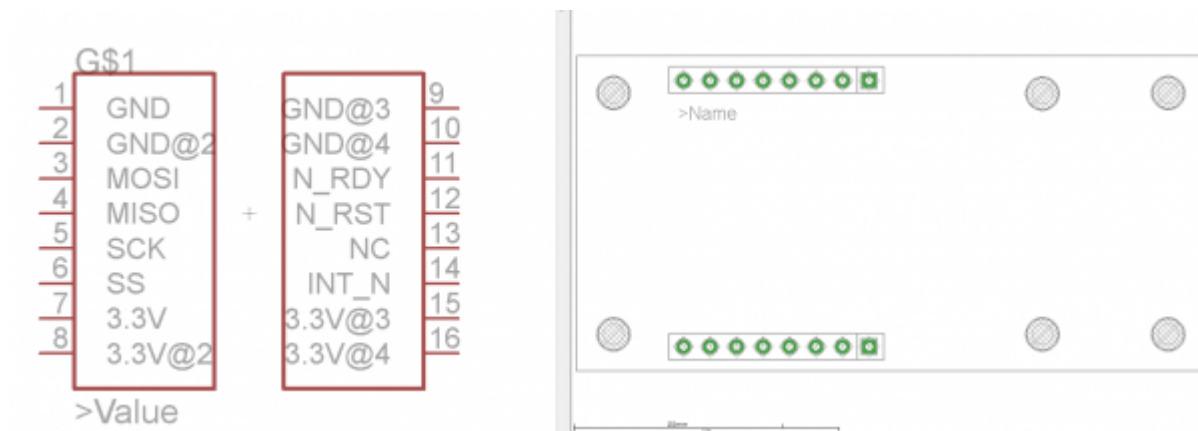 G$1
1 GND
2 GND@2
3 MOSI
4 MISO
5 SCK
6 SS
7 3.3V
8 3.3V@2
>Value
GND@3 9
GND@4 10
N_RDY 11
N_RST 12
NC 13
INT_N 14
3.3V@3 15
3.3V@4 16
>Name